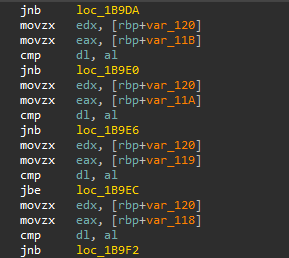 jnb loc_1B9DA
movzx edx, [rbp+var_120]
movzx eax, [rbp+var_11B]
cmp dl, al
jnb loc_1B9E0
movzx edx, [rbp+var_120]
movzx eax, [rbp+var_11A]
cmp dl, al
jnb loc_1B9E6
movzx edx, [rbp+var_120]
movzx eax, [rbp+var_119]
cmp dl, al
jbe loc_1B9EC
movzx edx, [rbp+var_120]
movzx eax, [rbp+var_118]
cmp dl, al
jnb loc_1B9F2